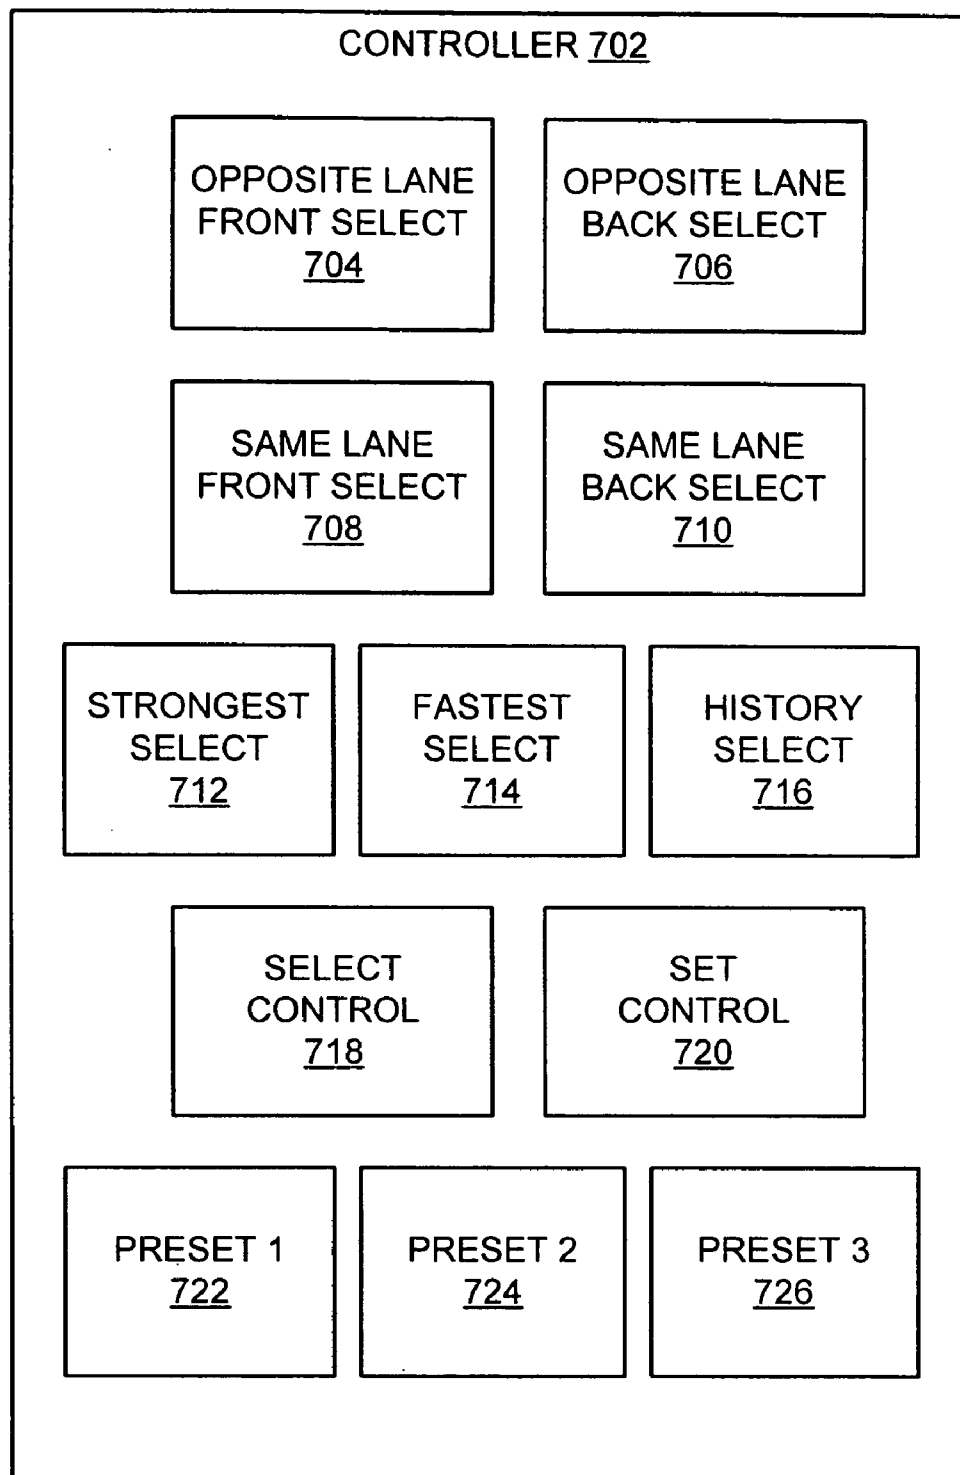 CONTROLLER 702
OPPOSITE LANE
FRONT SELECT
704
OPPOSITE LANE
BACK SELECT
706
SAME LANE
FRONT SELECT
708
SAME LANE
BACK SELECT
710
STRONGEST
SELECT
712
FASTEST
SELECT
714
HISTORY
SELECT
716
SELECT
CONTROL
718
SET
CONTROL
720
PRESET 1
722
PRESET 2
724
PRESET 3
726